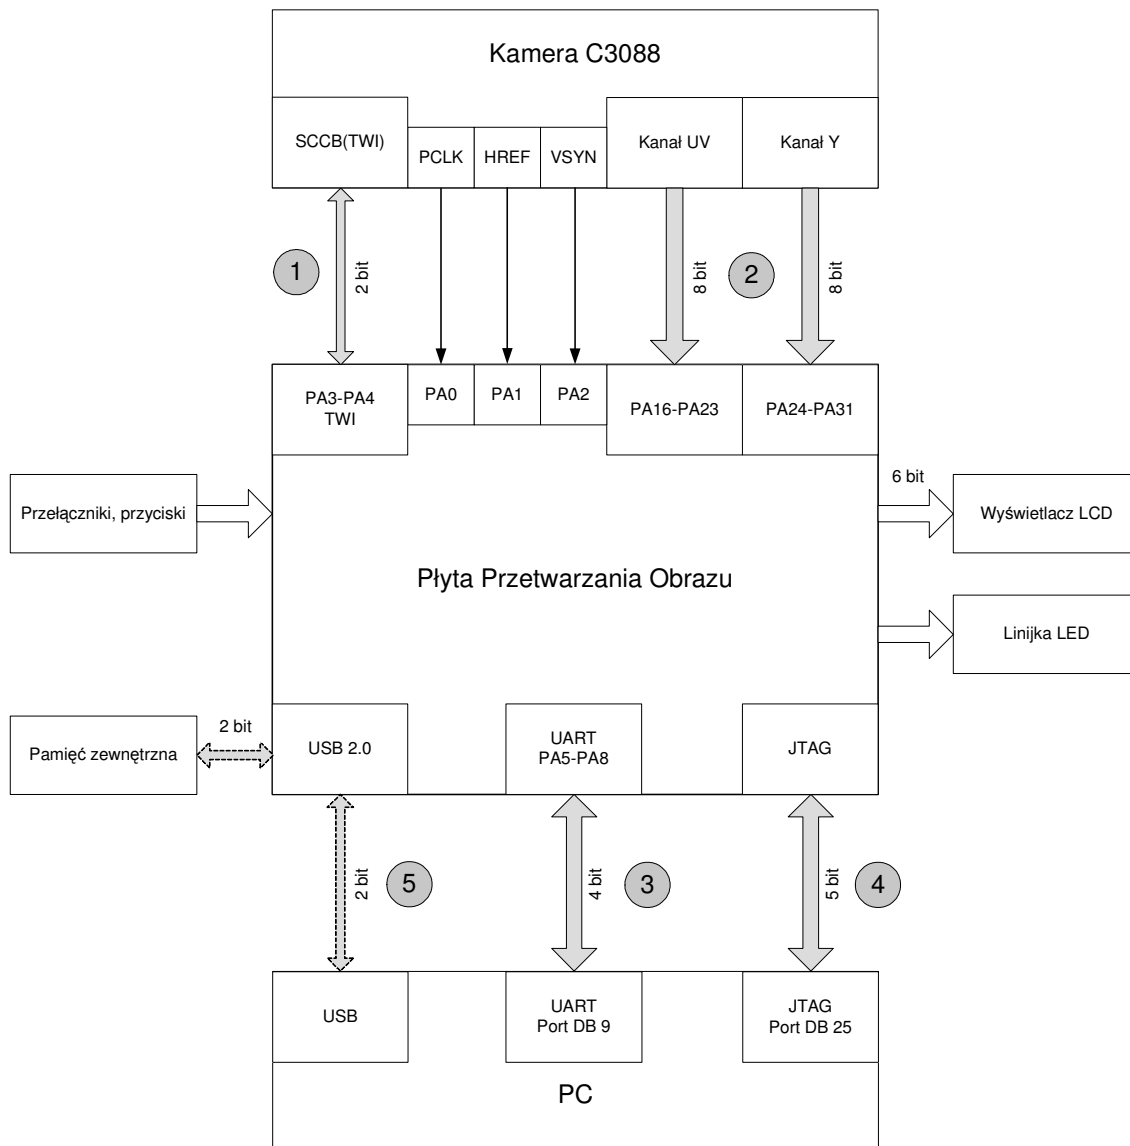 Kamera C3088
SCCB(TWI)
PCLK
HREF
VSYN
Kanał UV
Kanał Y
1
2 bit
8 bit
2
8 bit
PA3-PA4
TWI
PA0
PA1
PA2
PA16-PA23
PA24-PA31
Przełączniki, przyciski
6 bit
Wyświetlacz LCD
Płyta Przetwarzania Obrazu
Linijka LED
Pamięć zewnętrzna
2 bit
USB 2.0
UART
PA5-PA8
JTAG
2 bit
5
4 bit
3
5 bit
4
USB
UART
Port DB 9
JTAG
Port DB 25
PC